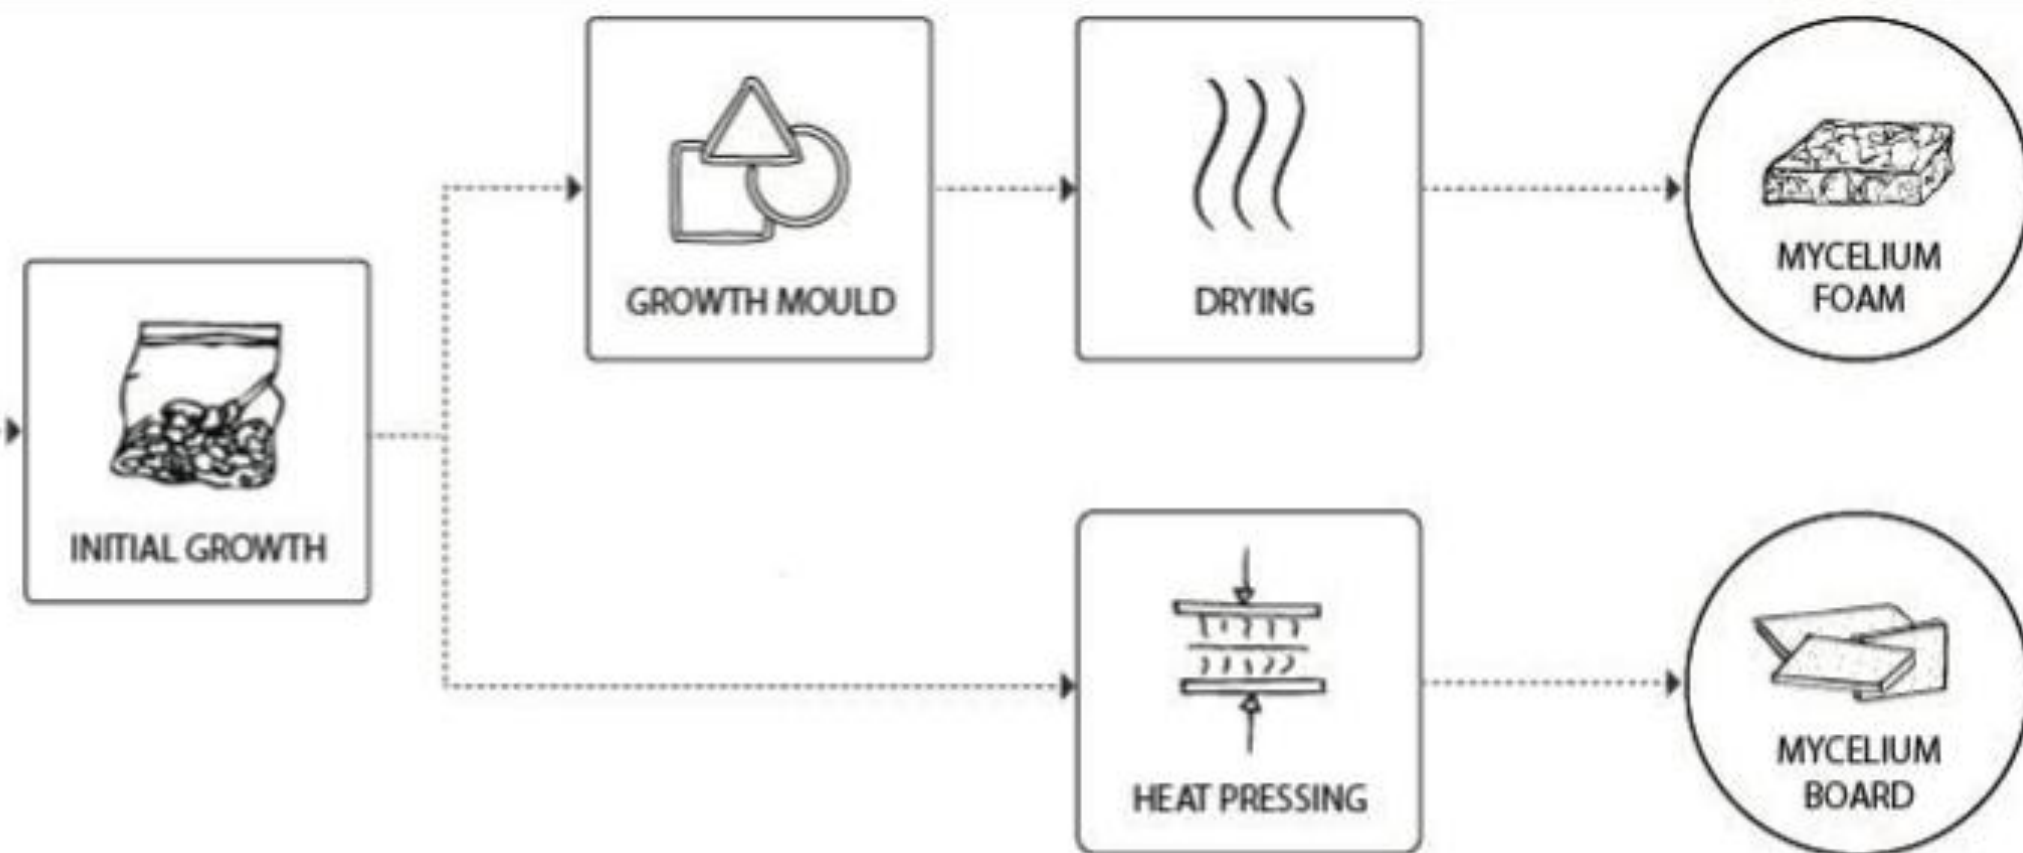 GROWTH MOULD
DRYING
MYCELIUM
FOAM
INITIAL GROWTH
HEAT PRESSING
MYCELIUM
BOARD